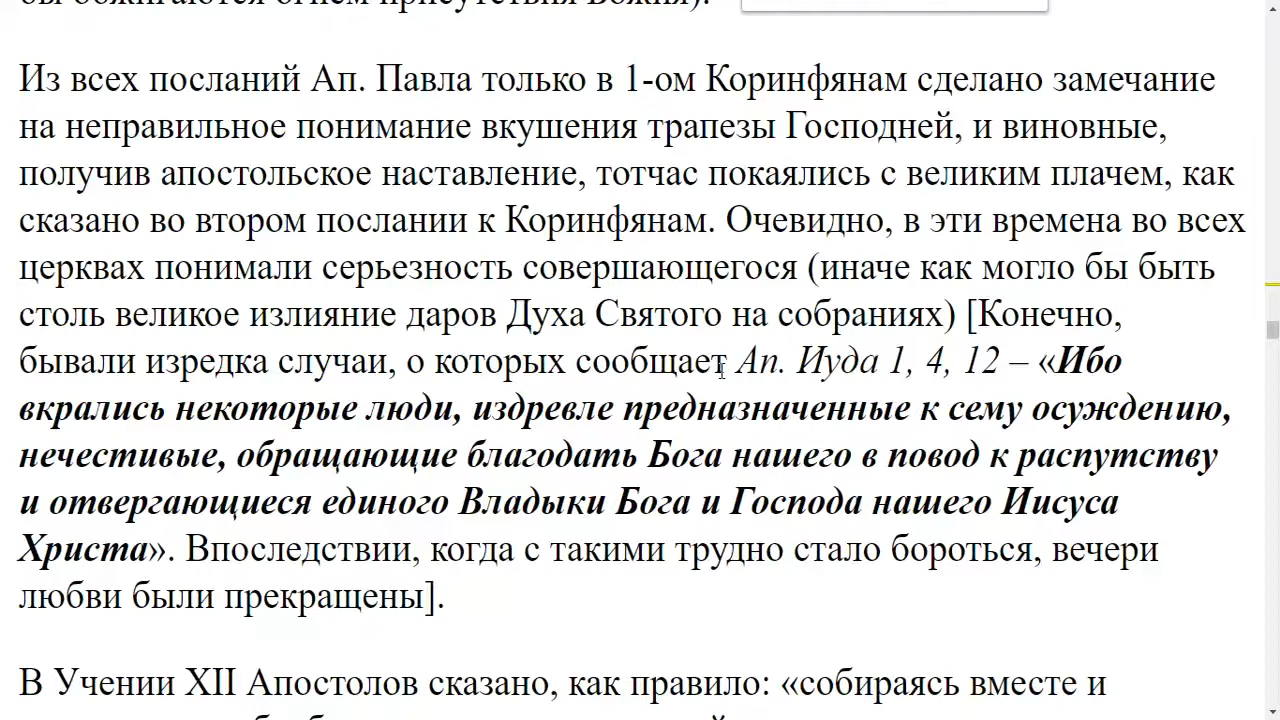 Из всех посланий Ап. Павла только в 1-ом Коринфянам сделано замечание
на неправильное понимание вкушения трапезы Господней, и виновные,
получив апостольское наставление, тотчас покаялись с великим плачем, как
сказано во втором послании к Коринфянам. Очевидно, в эти времена во всех
церквах понимали серьезность совершающегося (иначе как могло бы быть
столь великое излияние даров Духа Святого на собраниях) [Конечно,
бывали изредка случаи, о которых сообщает Ап. Иуда 1, 4, 12 – «Ибо
вкрались некоторые люди, издревле предназначенные к сему осуждению,
нечестивые, обращающие благодать Бога нашего в повод к распутству
и отвергающиеся единого Владыки Бога и Господа нашего Иисуса
Христа». Впоследствии, когда с такими трудно стало бороться, вечери
любви были прекращены].
В Учении XII Апостолов сказано, как правило: «собираясь вместе и